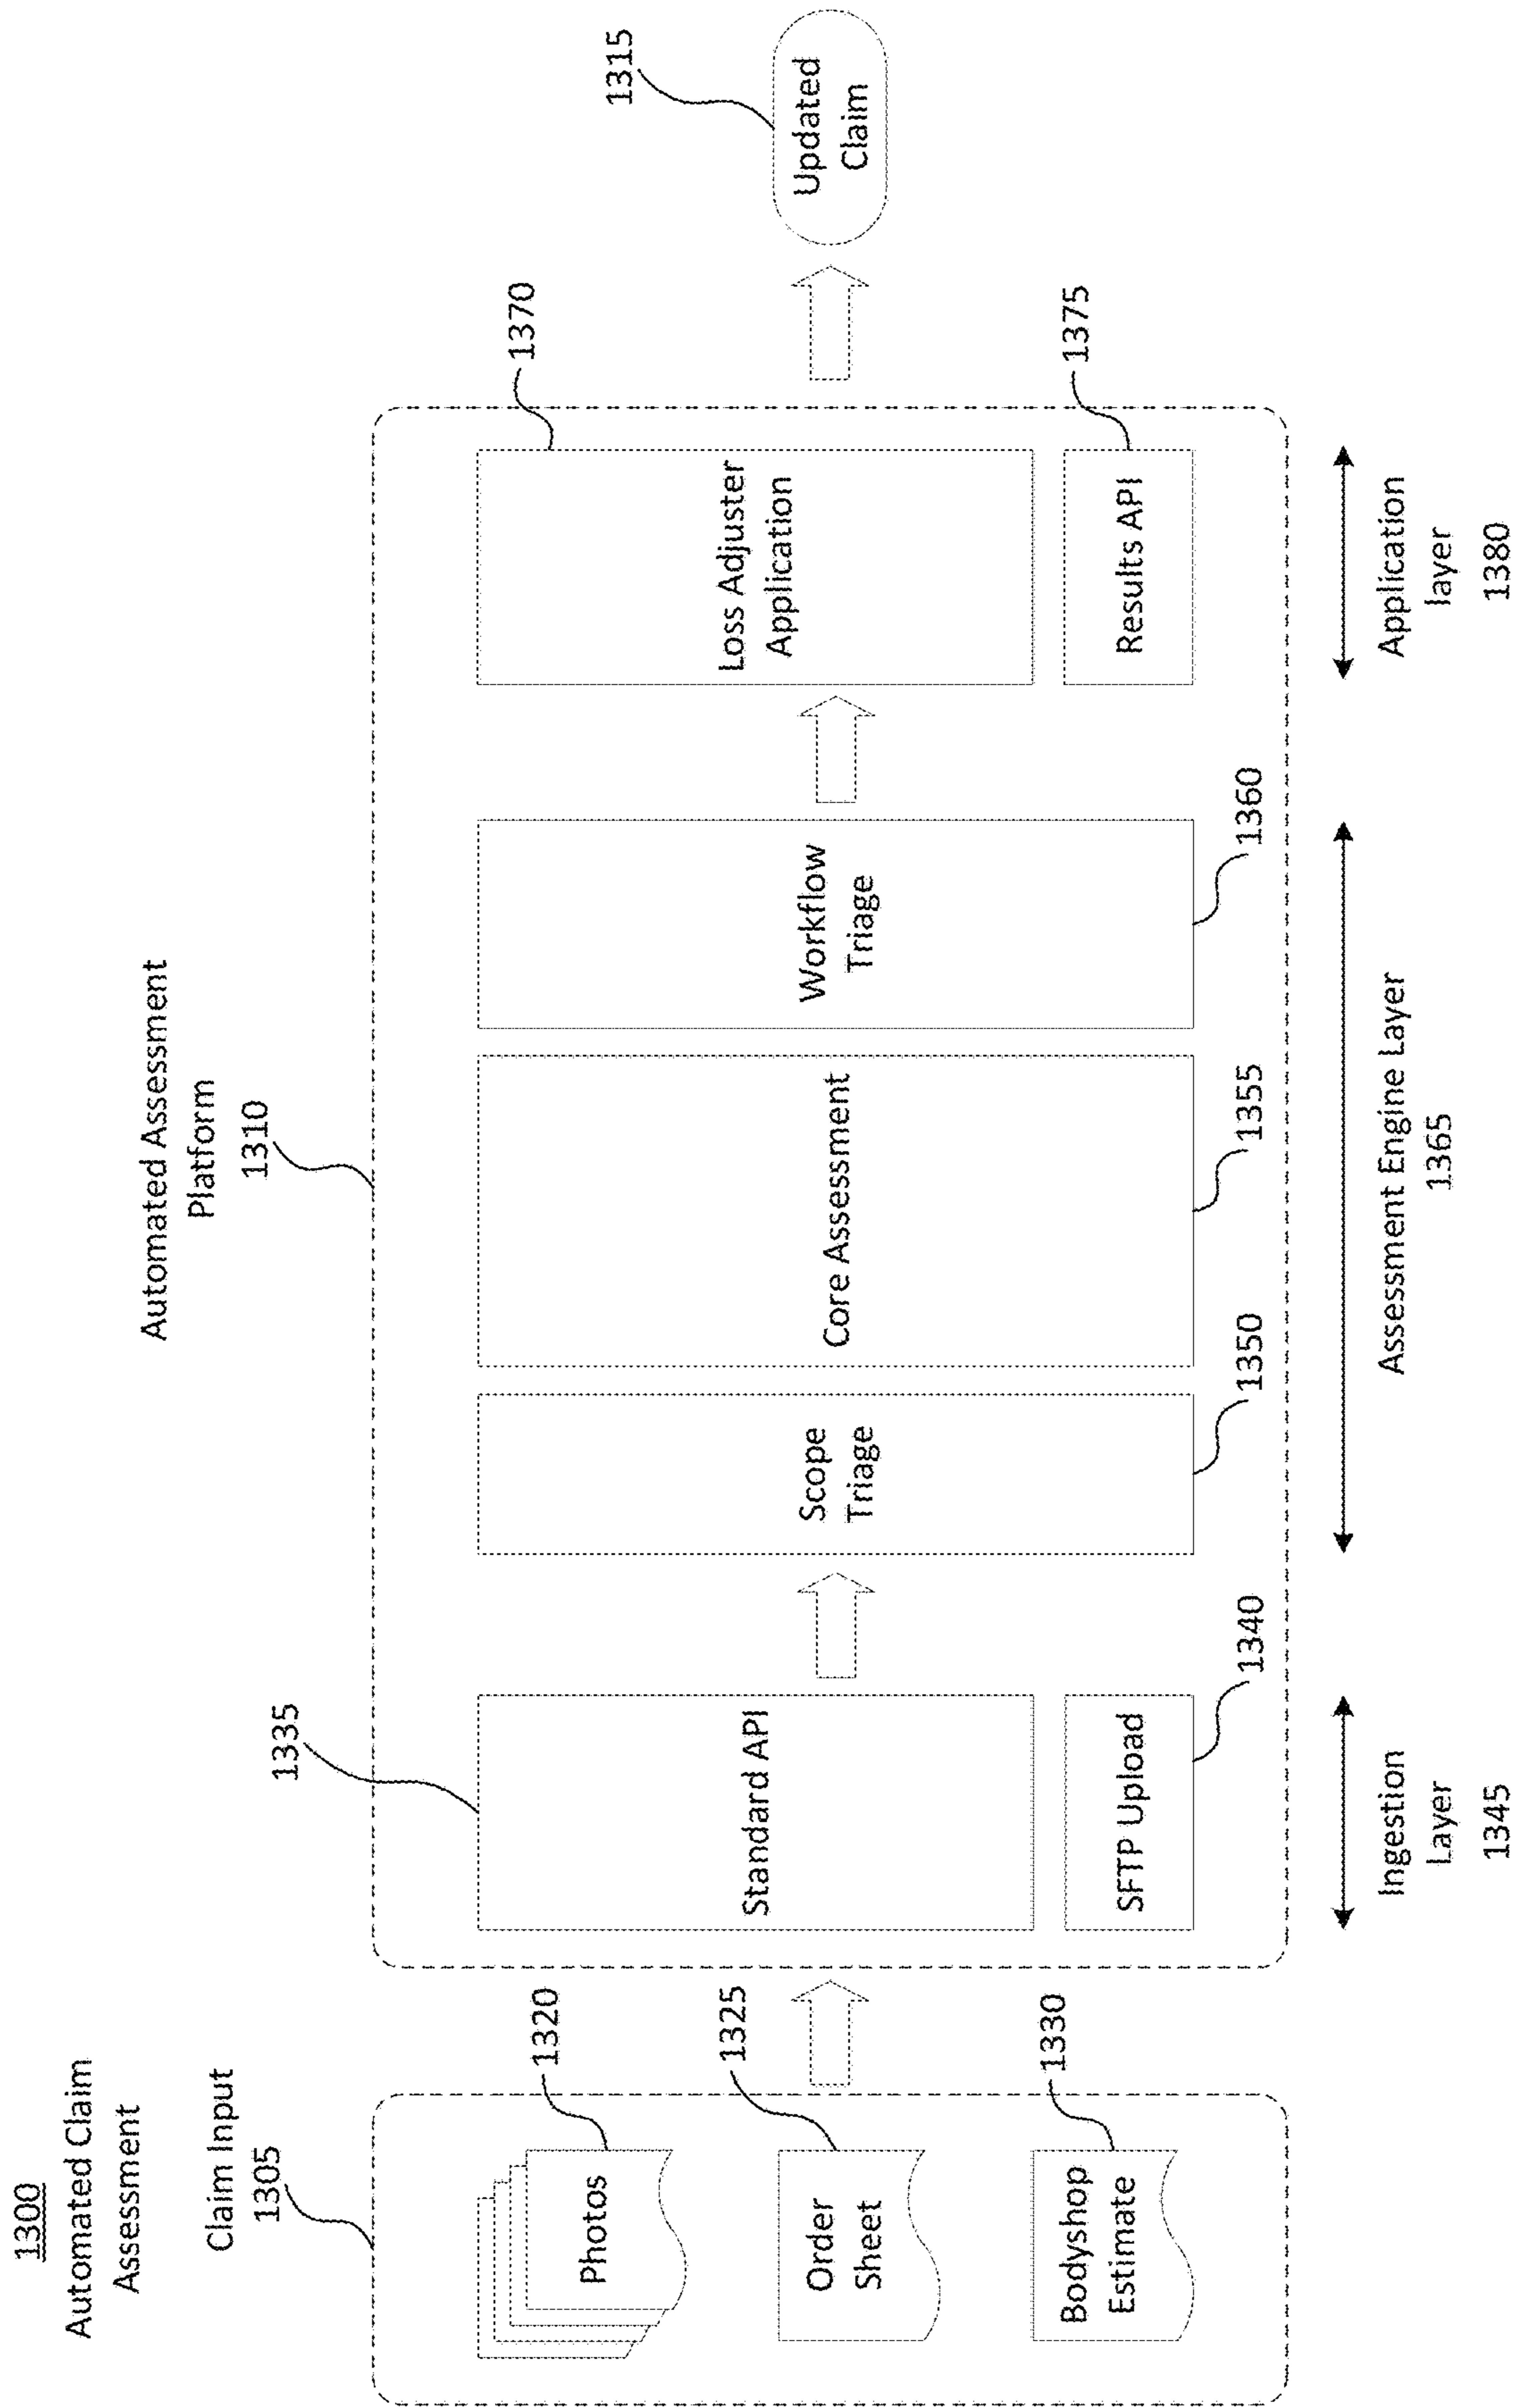 1300
Automated Claim
Assessment
Claim Input
1305
Photos
1320
Order
Sheet
1325
Bodyshop
Estimate
1330
Automated Assessment
Platform
1310
1335
Standard API
SFTP Upload
1340
Scope
Triage
1350
Core Assessment
1355
Workflow
Triage
1360
Loss Adjuster
Application
1370
Results API
1375
Updated
Claim
1315
Ingestion
Layer
1345
Assessment Engine Layer
1365
Application
layer
1380